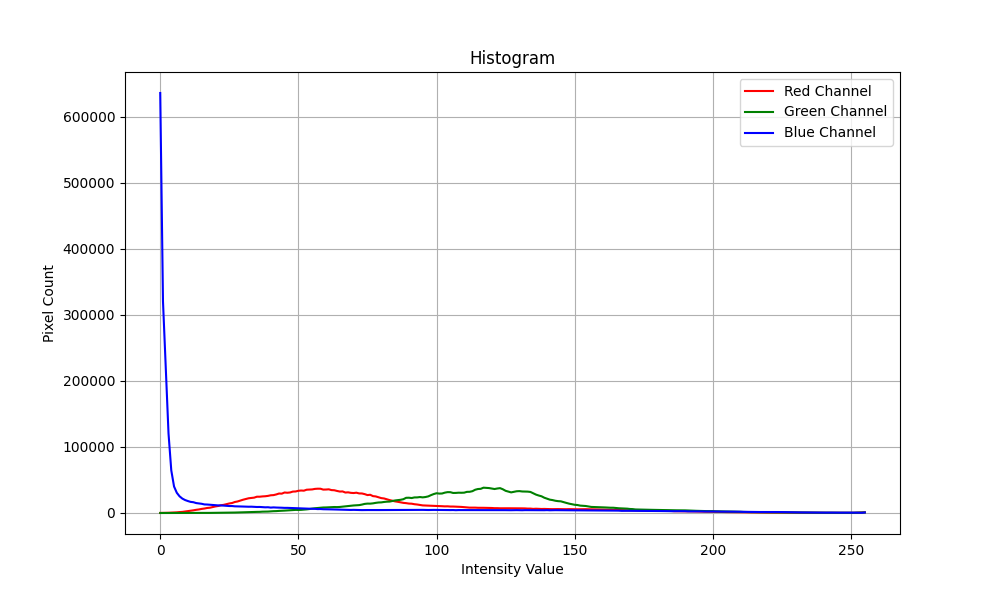 Histogram
Red Channel
Green Channel
Blue Channel
600000
500000
400000
300000
200000
100000
0
Pixel Count
0 50 100 150 200 250
Intensity Value